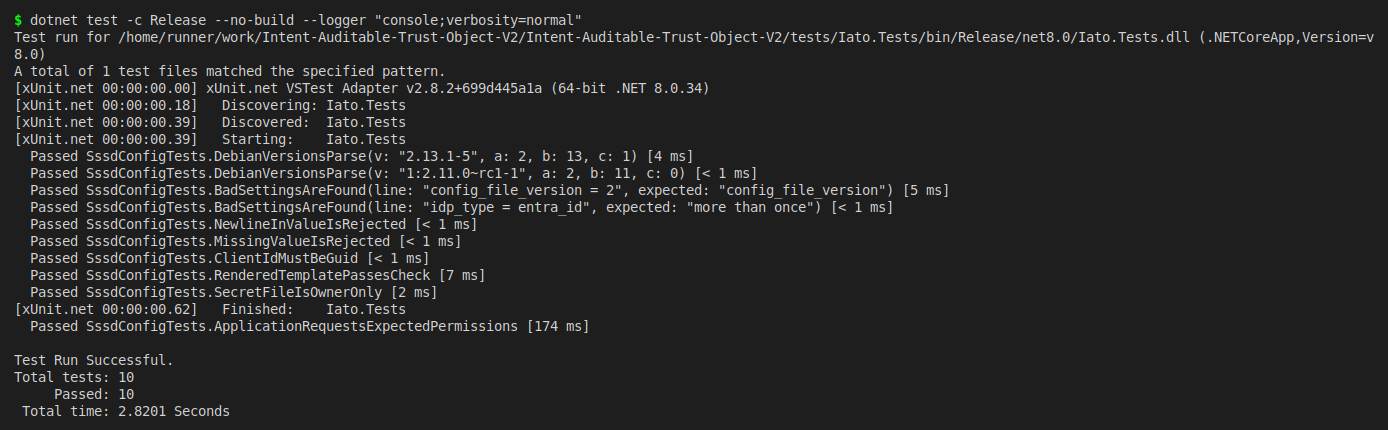 $ dotnet test -c Release --no-build --logger "console;verbosity=normal"
Test run for /home/runner/work/Intent-Auditable-Trust-Object-V2/Intent-Auditable-Trust-Object-V2/tests/Iato.Tests/bin/Release/net8.0/Iato.Tests.dll (.NETCoreApp,Version=v
8.0)
A total of 1 test files matched the specified pattern.
[xUnit.net 00:00:00.00] xUnit.net VSTest Adapter v2.8.2+699d445a1a (64-bit .NET 8.0.34)
[xUnit.net 00:00:00.18]   Discovering: Iato.Tests
[xUnit.net 00:00:00.39]   Discovered:  Iato.Tests
[xUnit.net 00:00:00.39]   Starting:    Iato.Tests
  Passed SssdConfigTests.DebianVersionsParse(v: "2.13.1-5", a: 2, b: 13, c: 1) [4 ms]
  Passed SssdConfigTests.DebianVersionsParse(v: "1:2.11.0~rc1-1", a: 2, b: 11, c: 0) [< 1 ms]
  Passed SssdConfigTests.BadSettingsAreFound(line: "config_file_version = 2", expected: "config_file_version") [5 ms]
  Passed SssdConfigTests.BadSettingsAreFound(line: "idp_type = entra_id", expected: "more than once") [< 1 ms]
  Passed SssdConfigTests.NewlineInValueIsRejected [< 1 ms]
  Passed SssdConfigTests.MissingValueIsRejected [< 1 ms]
  Passed SssdConfigTests.ClientIdMustBeGuid [< 1 ms]
  Passed SssdConfigTests.RenderedTemplatePassesCheck [7 ms]
  Passed SssdConfigTests.SecretFileIsOwnerOnly [2 ms]
[xUnit.net 00:00:00.62]   Finished:    Iato.Tests
  Passed SssdConfigTests.ApplicationRequestsExpectedPermissions [174 ms]

Test Run Successful.
Total tests: 10
     Passed: 10
 Total time: 2.8201 Seconds